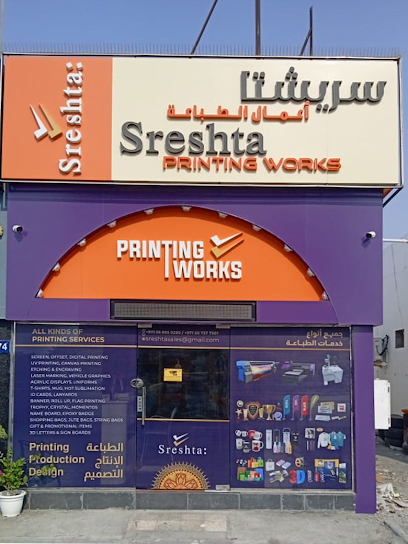 Sreshta:
سريشتا
أعمال الطباعة
Sreshta
PRINTING WORKS
PRINTING
WORKS
ALL KINDS OF
PRINTING SERVICES
SCREEN, OFFSET, DIGITAL PRINTING
UV PRINTING, CANVAS PRINTING
ETCHING & ENGRAVING
LASER MARKING, VEHICLE GRAPHICS
ACRYLIC DISPLAYS, UNIFORMS
T-SHIRTS, MUG, HOT SUBLIMATION
ID CARDS, LANYARDS
BANNER, ROLL UP, FLAG PRINTING
TROPHY, CRYSTAL, MOMENTOS
NAME BOARD, EPOXY BADGE
SHOPPING BAGS, JUTE BAGS, STRING BAGS
GIFT & PROMOTIONAL ITEMS
3D LETTERS & SIGN BOARDS
Printing الطباعة
Production الإنتاج
Design التصميم
sreshtasales@gmail.com
Sreshta:
جميع أنواع
خدمات الطباعة
3D
74